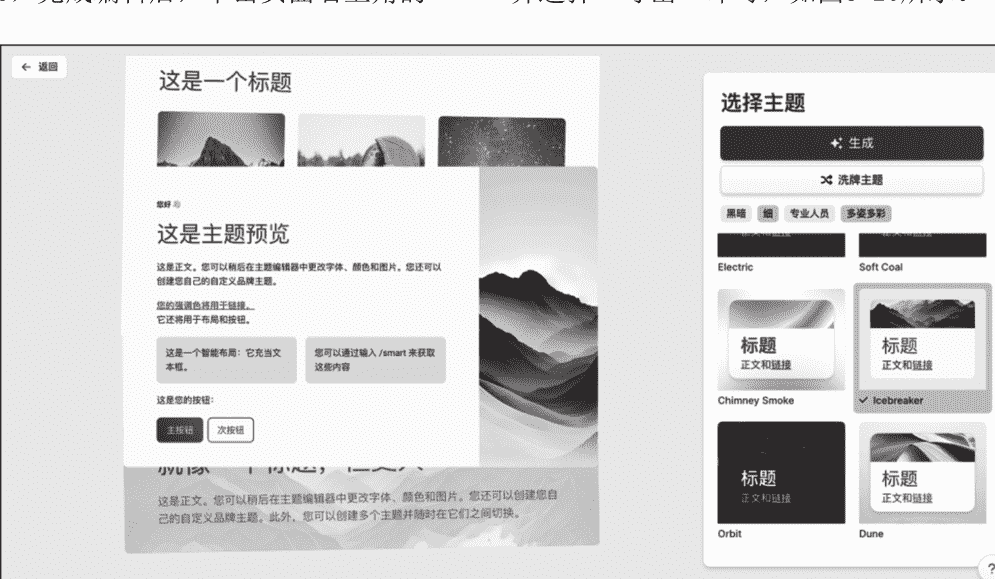 返回
这是一个标题
您好
这是主题预览
这是正文。您可以稍后在主题编辑器中更改字体、颜色和图片。您还可以
创建您自己的自定义品牌主题。
您的强调色将用于链接。
它还将用于布局和按钮。
这是一个智能布局：它充当文
本框。
您可以通过输入 /smart 来获取
这些内容
这是您的按钮：
主按钮
次按钮
这是正文。您可以稍后在主题编辑器中更改字体、颜色和图片。您还可以创建您自
己的自定义品牌主题。此外，您可以创建多个主题并随时在它们之间切换。
选择主题
生成
洗牌主题
黑暗 细 专业人员 多姿多彩
Electric
Soft Coal
标题
正文和链接
Chimney Smoke
标题
正文和链接
Icebreaker
标题
正文和链接
Orbit
标题
正文和链接
Dune
?